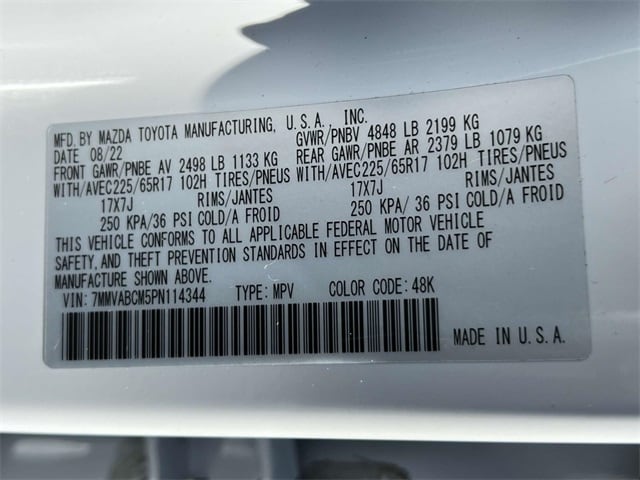 MFD. BY MAZDA TOYOTA MANUFACTURING, U.S.A., INC.
DATE 08/22 GVWR/PNBV 4848 LB 2199 KG
FRONT GAWR/PNBE AV 2498 LB 1133 KG REAR GAWR/PNBE AR 2379 LB 1079 KG
WITH/AVEC225/65R17 102H TIRES/PNEUS WITH/AVEC225/65R17 102H TIRES/PNEUS
17X7J RIMS/JANTES 17X7J RIMS/JANTES
250 KPA/36 PSI COLD/A FROID 250 KPA/ 36 PSI COLD/A FROID
THIS VEHICLE CONFORMS TO ALL APPLICABLE FEDERAL MOTOR VEHICLE
SAFETY, AND THEFT PREVENTION STANDARDS IN EFFECT ON THE DATE OF
MANUFACTURE SHOWN ABOVE.
VIN: 7MMVABCM5PN114344 TYPE: MPV COLOR CODE: 48K
MADE IN U.S.A.